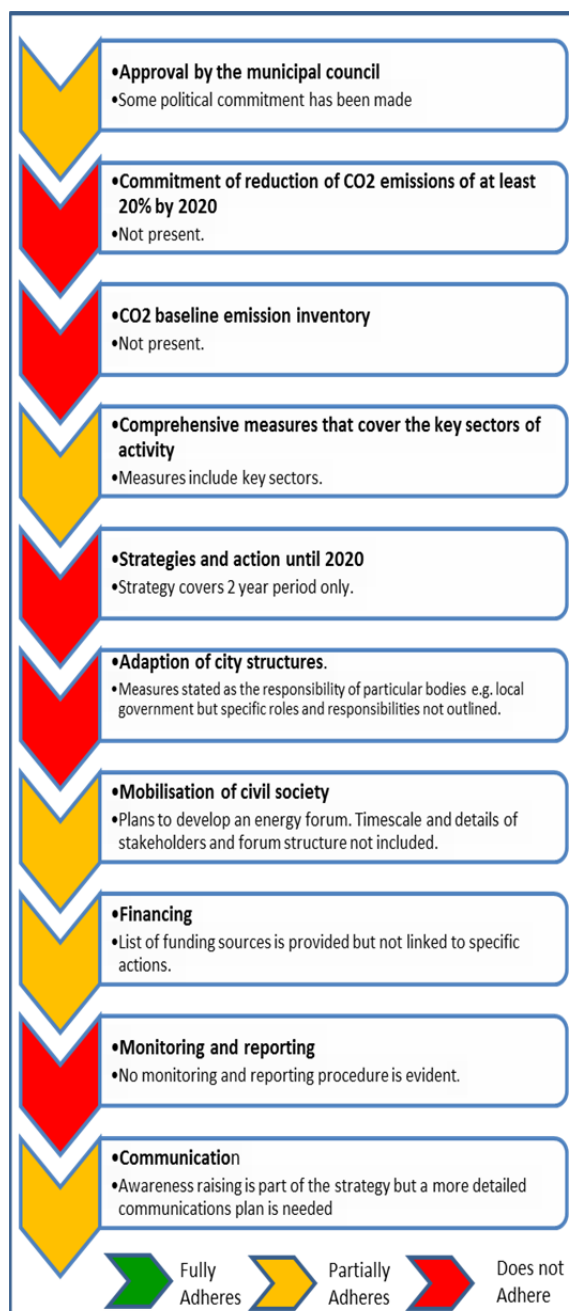 •Approval by the municipal council
•Some political commitment has been made
•Commitment of reduction of CO2 emissions of at least
20% by 2020
•Not present.
•CO2 baseline emission inventory
•Not present.
•Comprehensive measures that cover the key sectors of
activity
•Measures include key sectors.
•Strategies and action until 2020
•Strategy covers 2 year period only.
•Adaption of city structures.
•Measures stated as the responsibility of particular bodies e.g. local
government but specific roles and responsibilities not outlined.
•Mobilisation of civil society
•Plans to develop an energy forum. Timescale and details of
stakeholders and forum structure not included.
•Financing
•List of funding sources is provided but not linked to specific
actions.
•Monitoring and reporting
•No monitoring and reporting procedure is evident.
•Communication
•Awareness raising is part of the strategy but a more detailed
communications plan is needed
Fully
Adheres
Partially
Adheres
Does not
Adhere